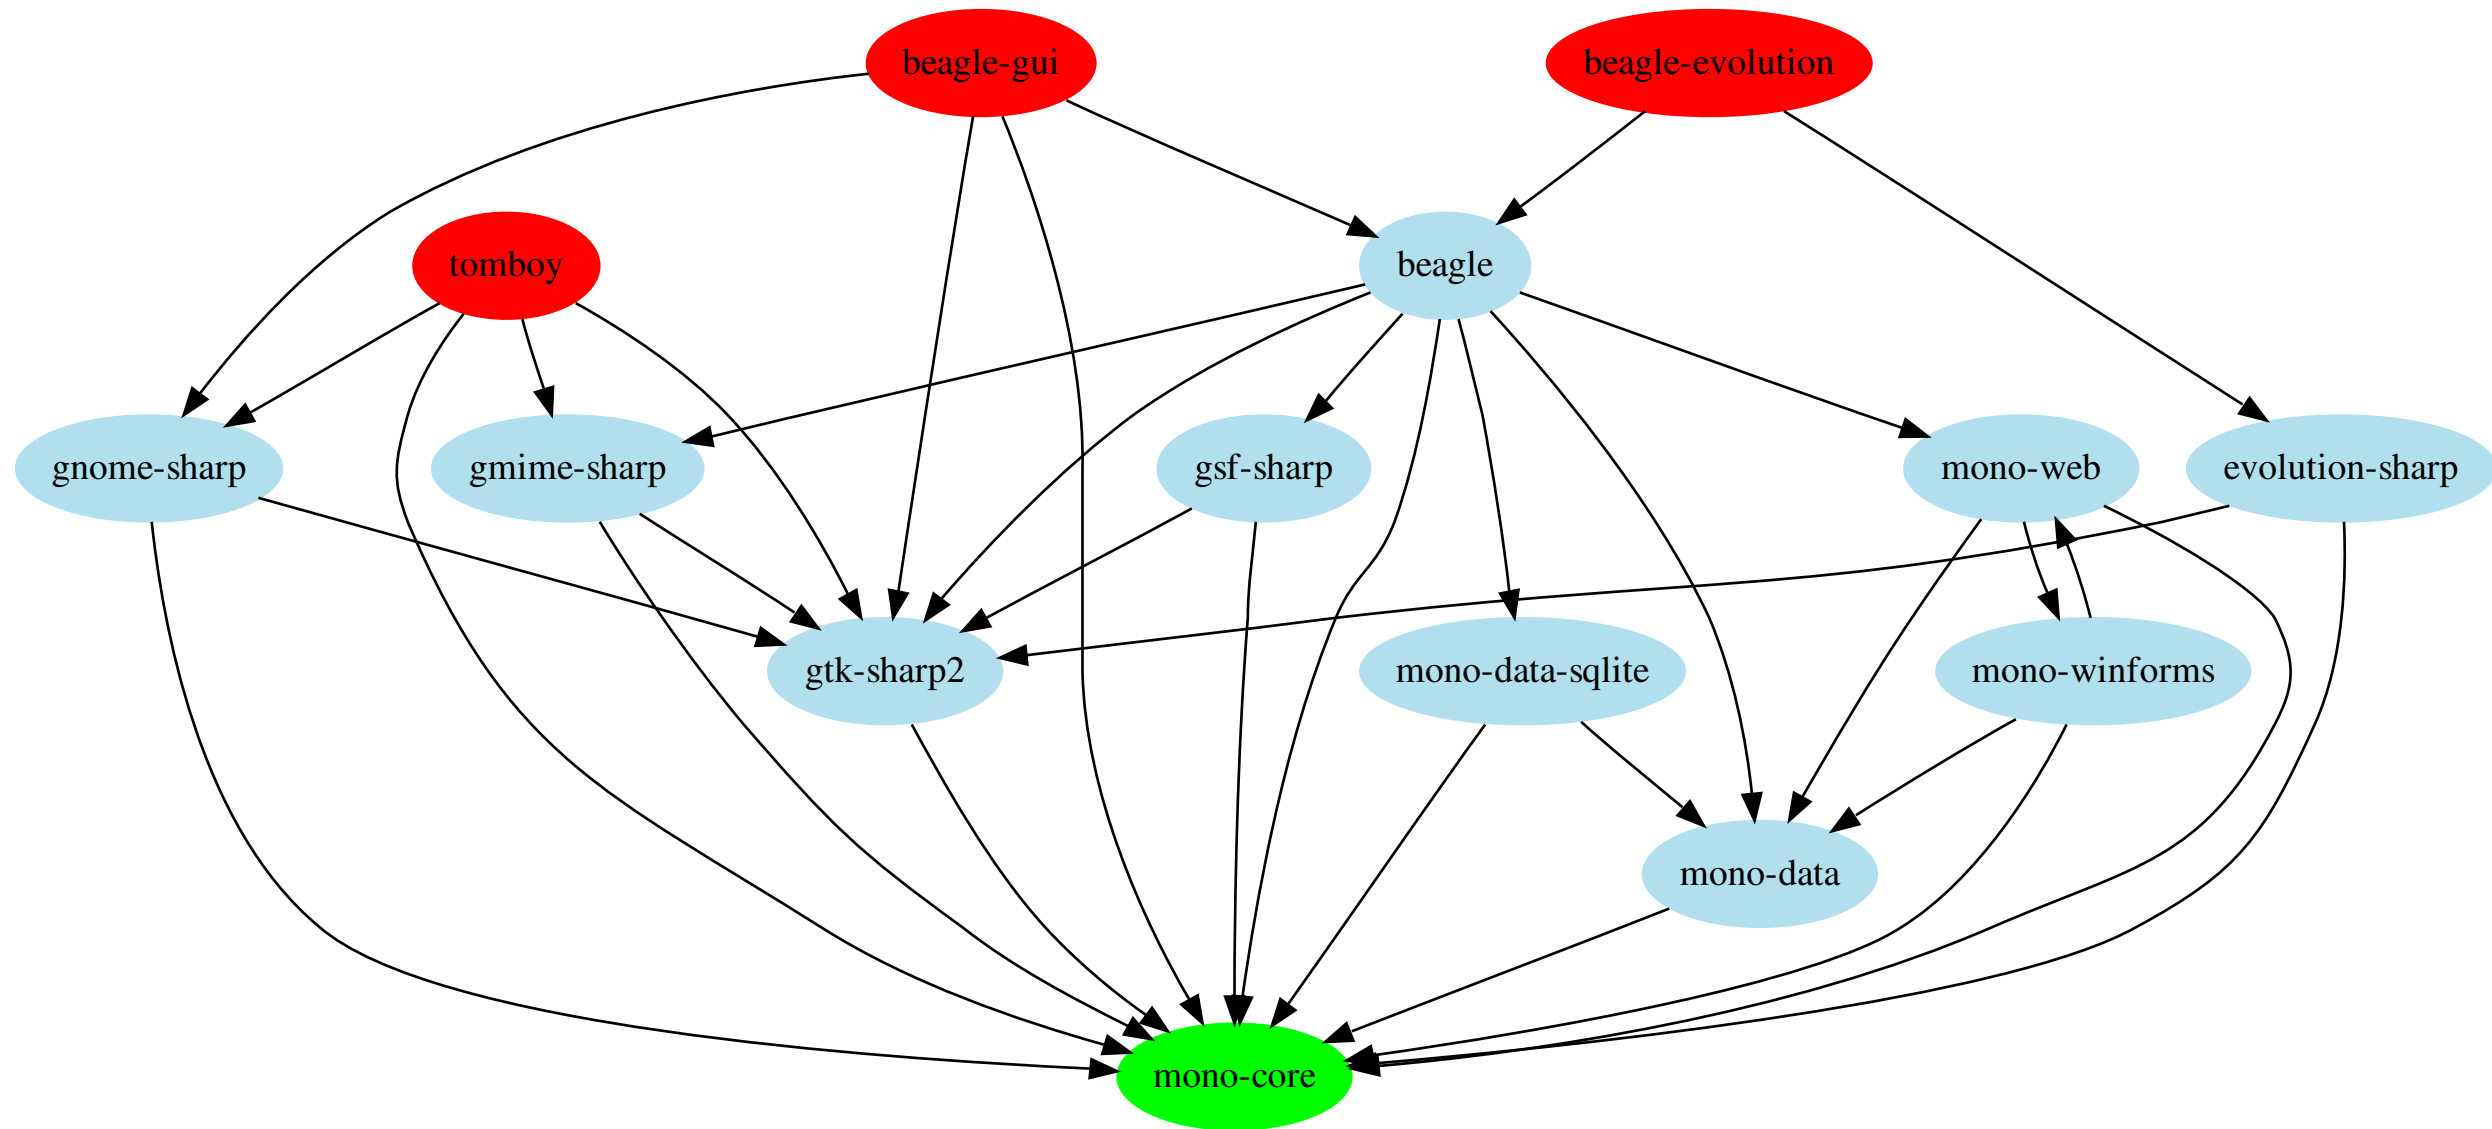 beagle-gui
beagle-evolution
tomboy
beagle
gnome-sharp
gmime-sharp
gsf-sharp
mono-web
evolution-sharp
gtk-sharp2
mono-data-sqlite
mono-winforms
mono-data
mono-core